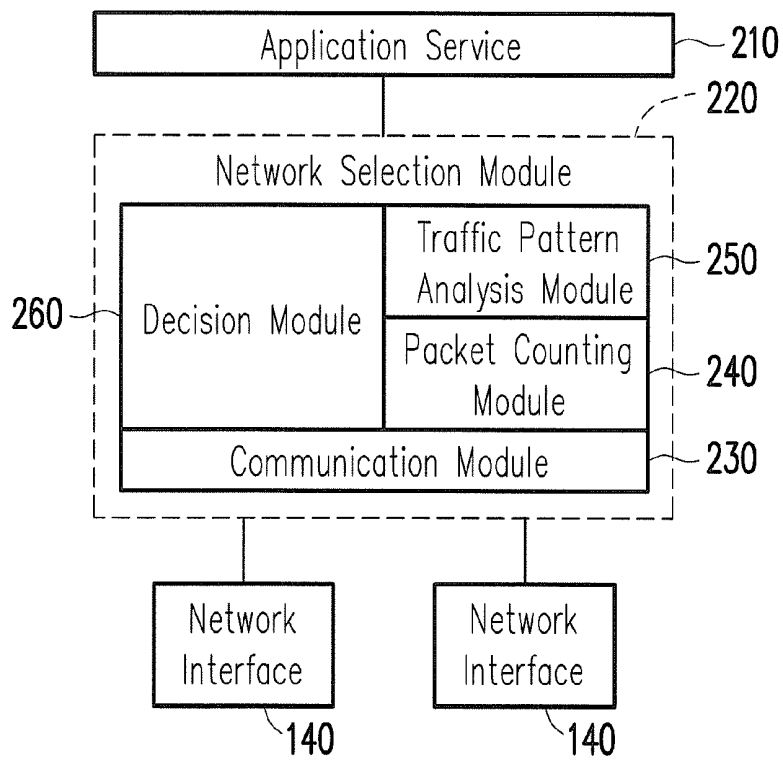 Application Service
210
220
Network Selection Module
Traffic Pattern
Analysis Module
250
260
Decision Module
Packet Counting
Module
240
Communication Module
230
Network
Interface
140
Network
Interface
140